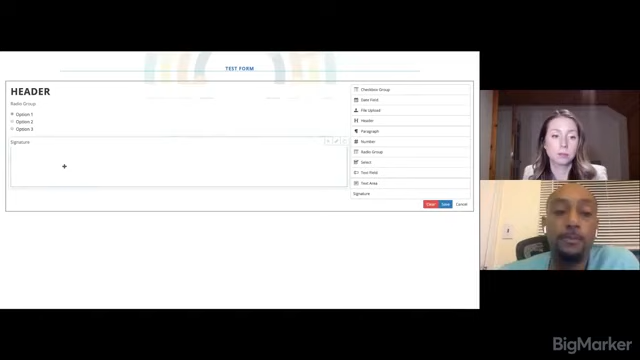 TEST FORM
HEADER
Radio Group
Option 1
Option 2
Option 3
Signature
Checkbox Group
Date Field
File Upload
Header
Paragraph
Number
Radio Group
Select
Text Field
Text Area
Signature
Clear Save Cancel
BigMarker